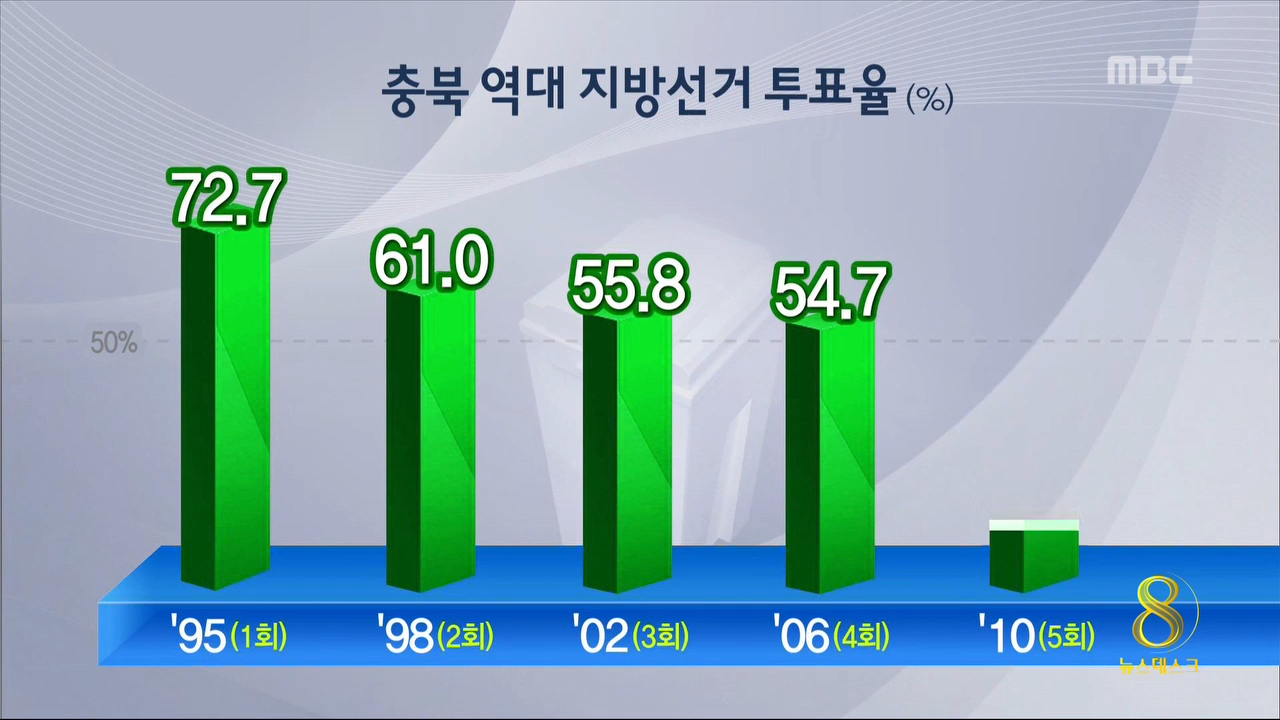 충북 역대 지방선거 투표율 (%)
MBC
72.7
61.0
55.8
54.7
50%
'95 (1회)
'98 (2회)
'02 (3회)
'06 (4회)
'10 (5회)
8
뉴스데스크